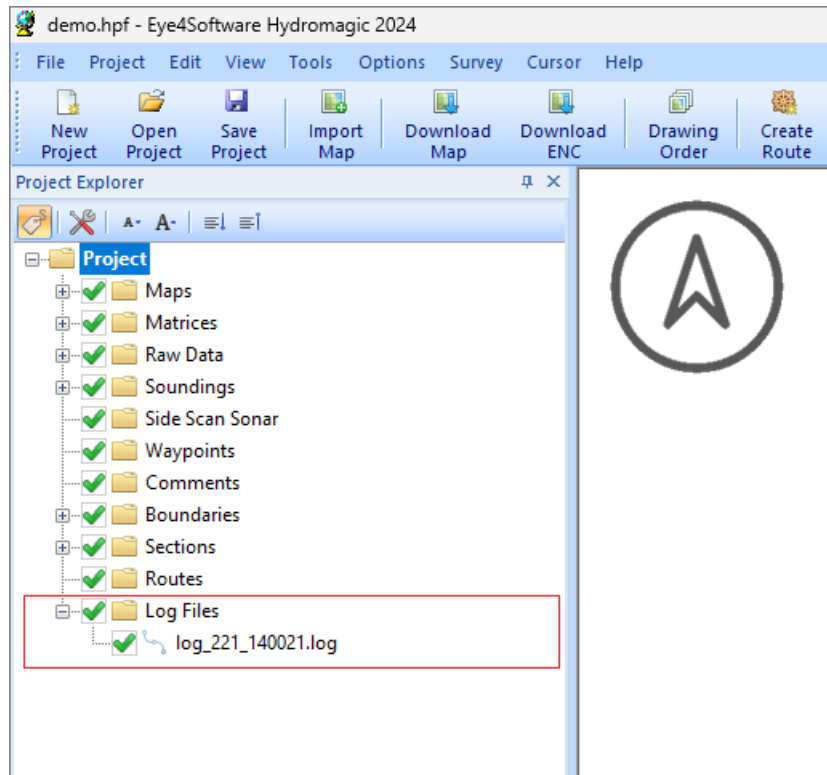 demo.hpf - Eye4Software Hydromagic 2024
File Project Edit View Tools Options Survey Cursor Help
New Project
Open Project
Save Project
Import Map
Download Map
Download ENC
Drawing Order
Create Route
Project Explorer
A- A-
Project
Maps
Matrices
Raw Data
Soundings
Side Scan Sonar
Waypoints
Comments
Boundaries
Sections
Routes
Log Files
log_221_140021.log